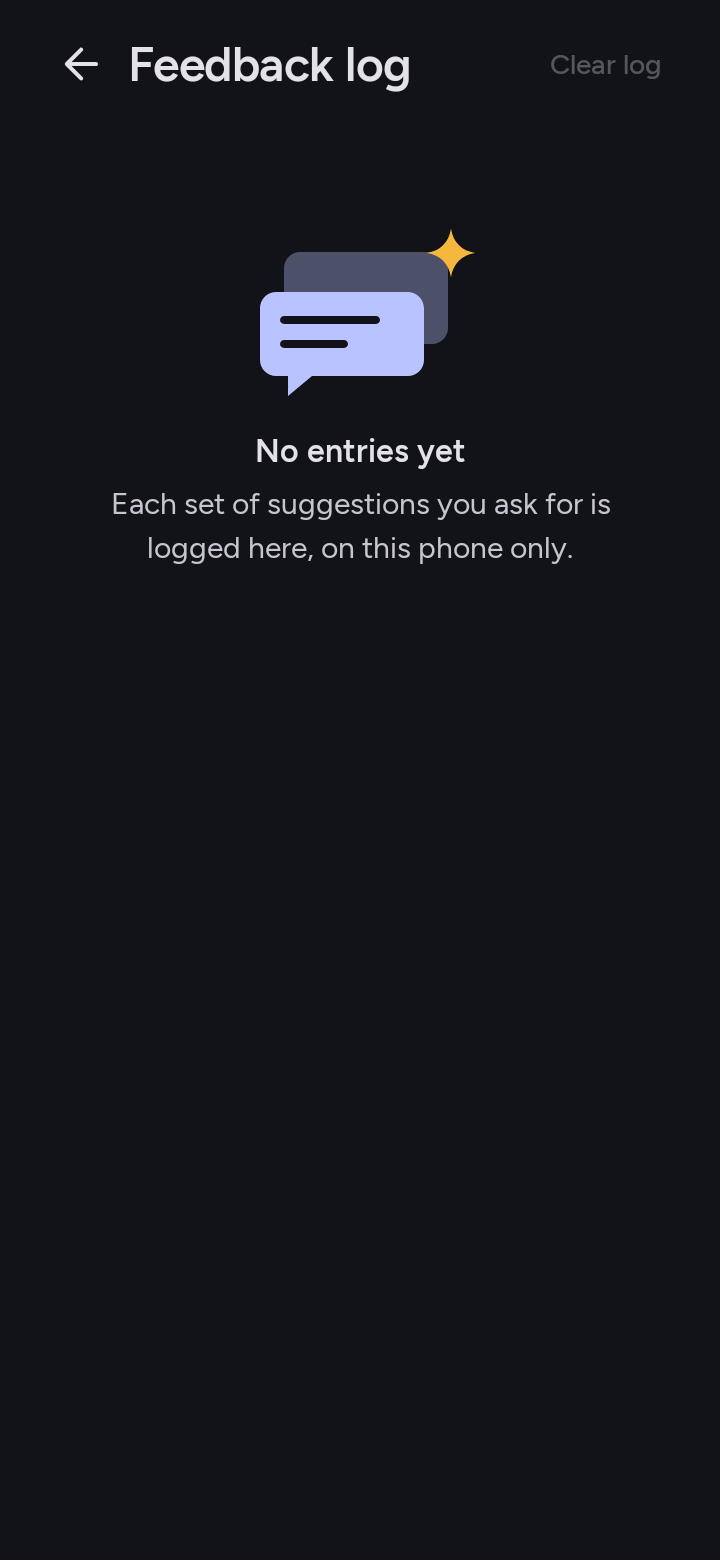 Feedback log
Clear log
No entries yet
Each set of suggestions you ask for is
logged here, on this phone only.